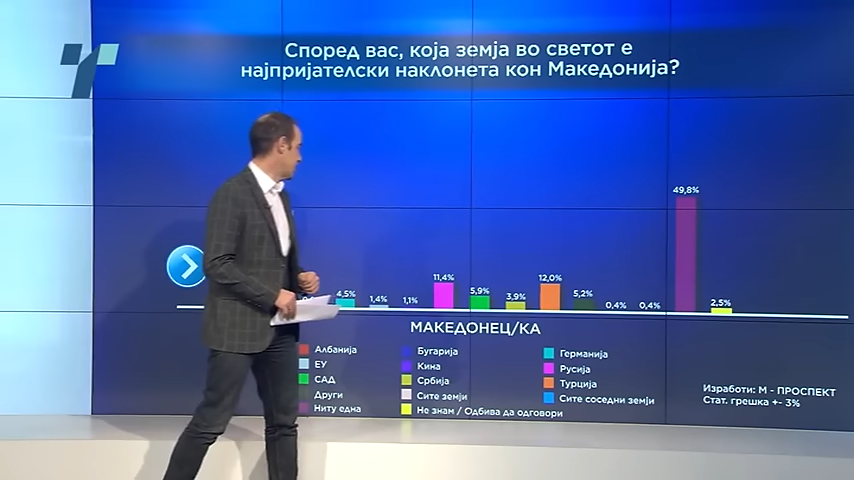 Според вас, која земја во светот е
најпријателски наклонета кон Македонија?
49,8%
11,4%
12,0%
4,5%
5,9%
5,2%
1,4%
1,1%
3,9%
0,4%
0,4%
2,5%
МАКЕДОНЕЦ/КА
Албанија
Бугарија
Германија
ЕУ
Кина
Русија
САД
Србија
Турција
Други
Сите земји
Сите соседни земји
Ниту една
Не знам / Одбива да одговори
Изработи: М - ПРОСПЕКТ
Стат. грешка +- 3%